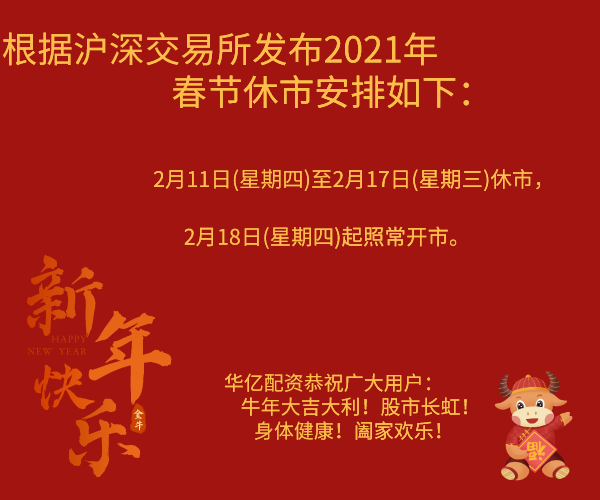 根据沪深交易所发布2021年
春节休市安排如下：
2月11日(星期四)至2月17日(星期三)休市，
2月18日(星期四)起照常开市。
新年
HAPPY
NEW YEAR
快乐
金牛
华亿配资恭祝广大用户：
牛年大吉大利！股市长虹！
身体健康！阖家欢乐！
福